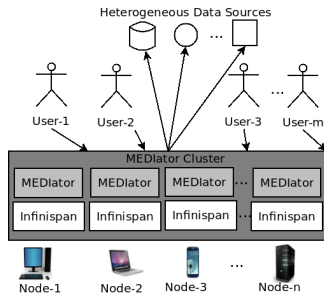 Heterogeneous Data Sources
...
...
User-1 User-2 User-3 User-m
MEDIator Cluster
MEDIator MEDIator MEDIator ... MEDIator
Infinispan Infinispan Infinispan ... Infinispan
...
Node-1 Node-2 Node-3 Node-n